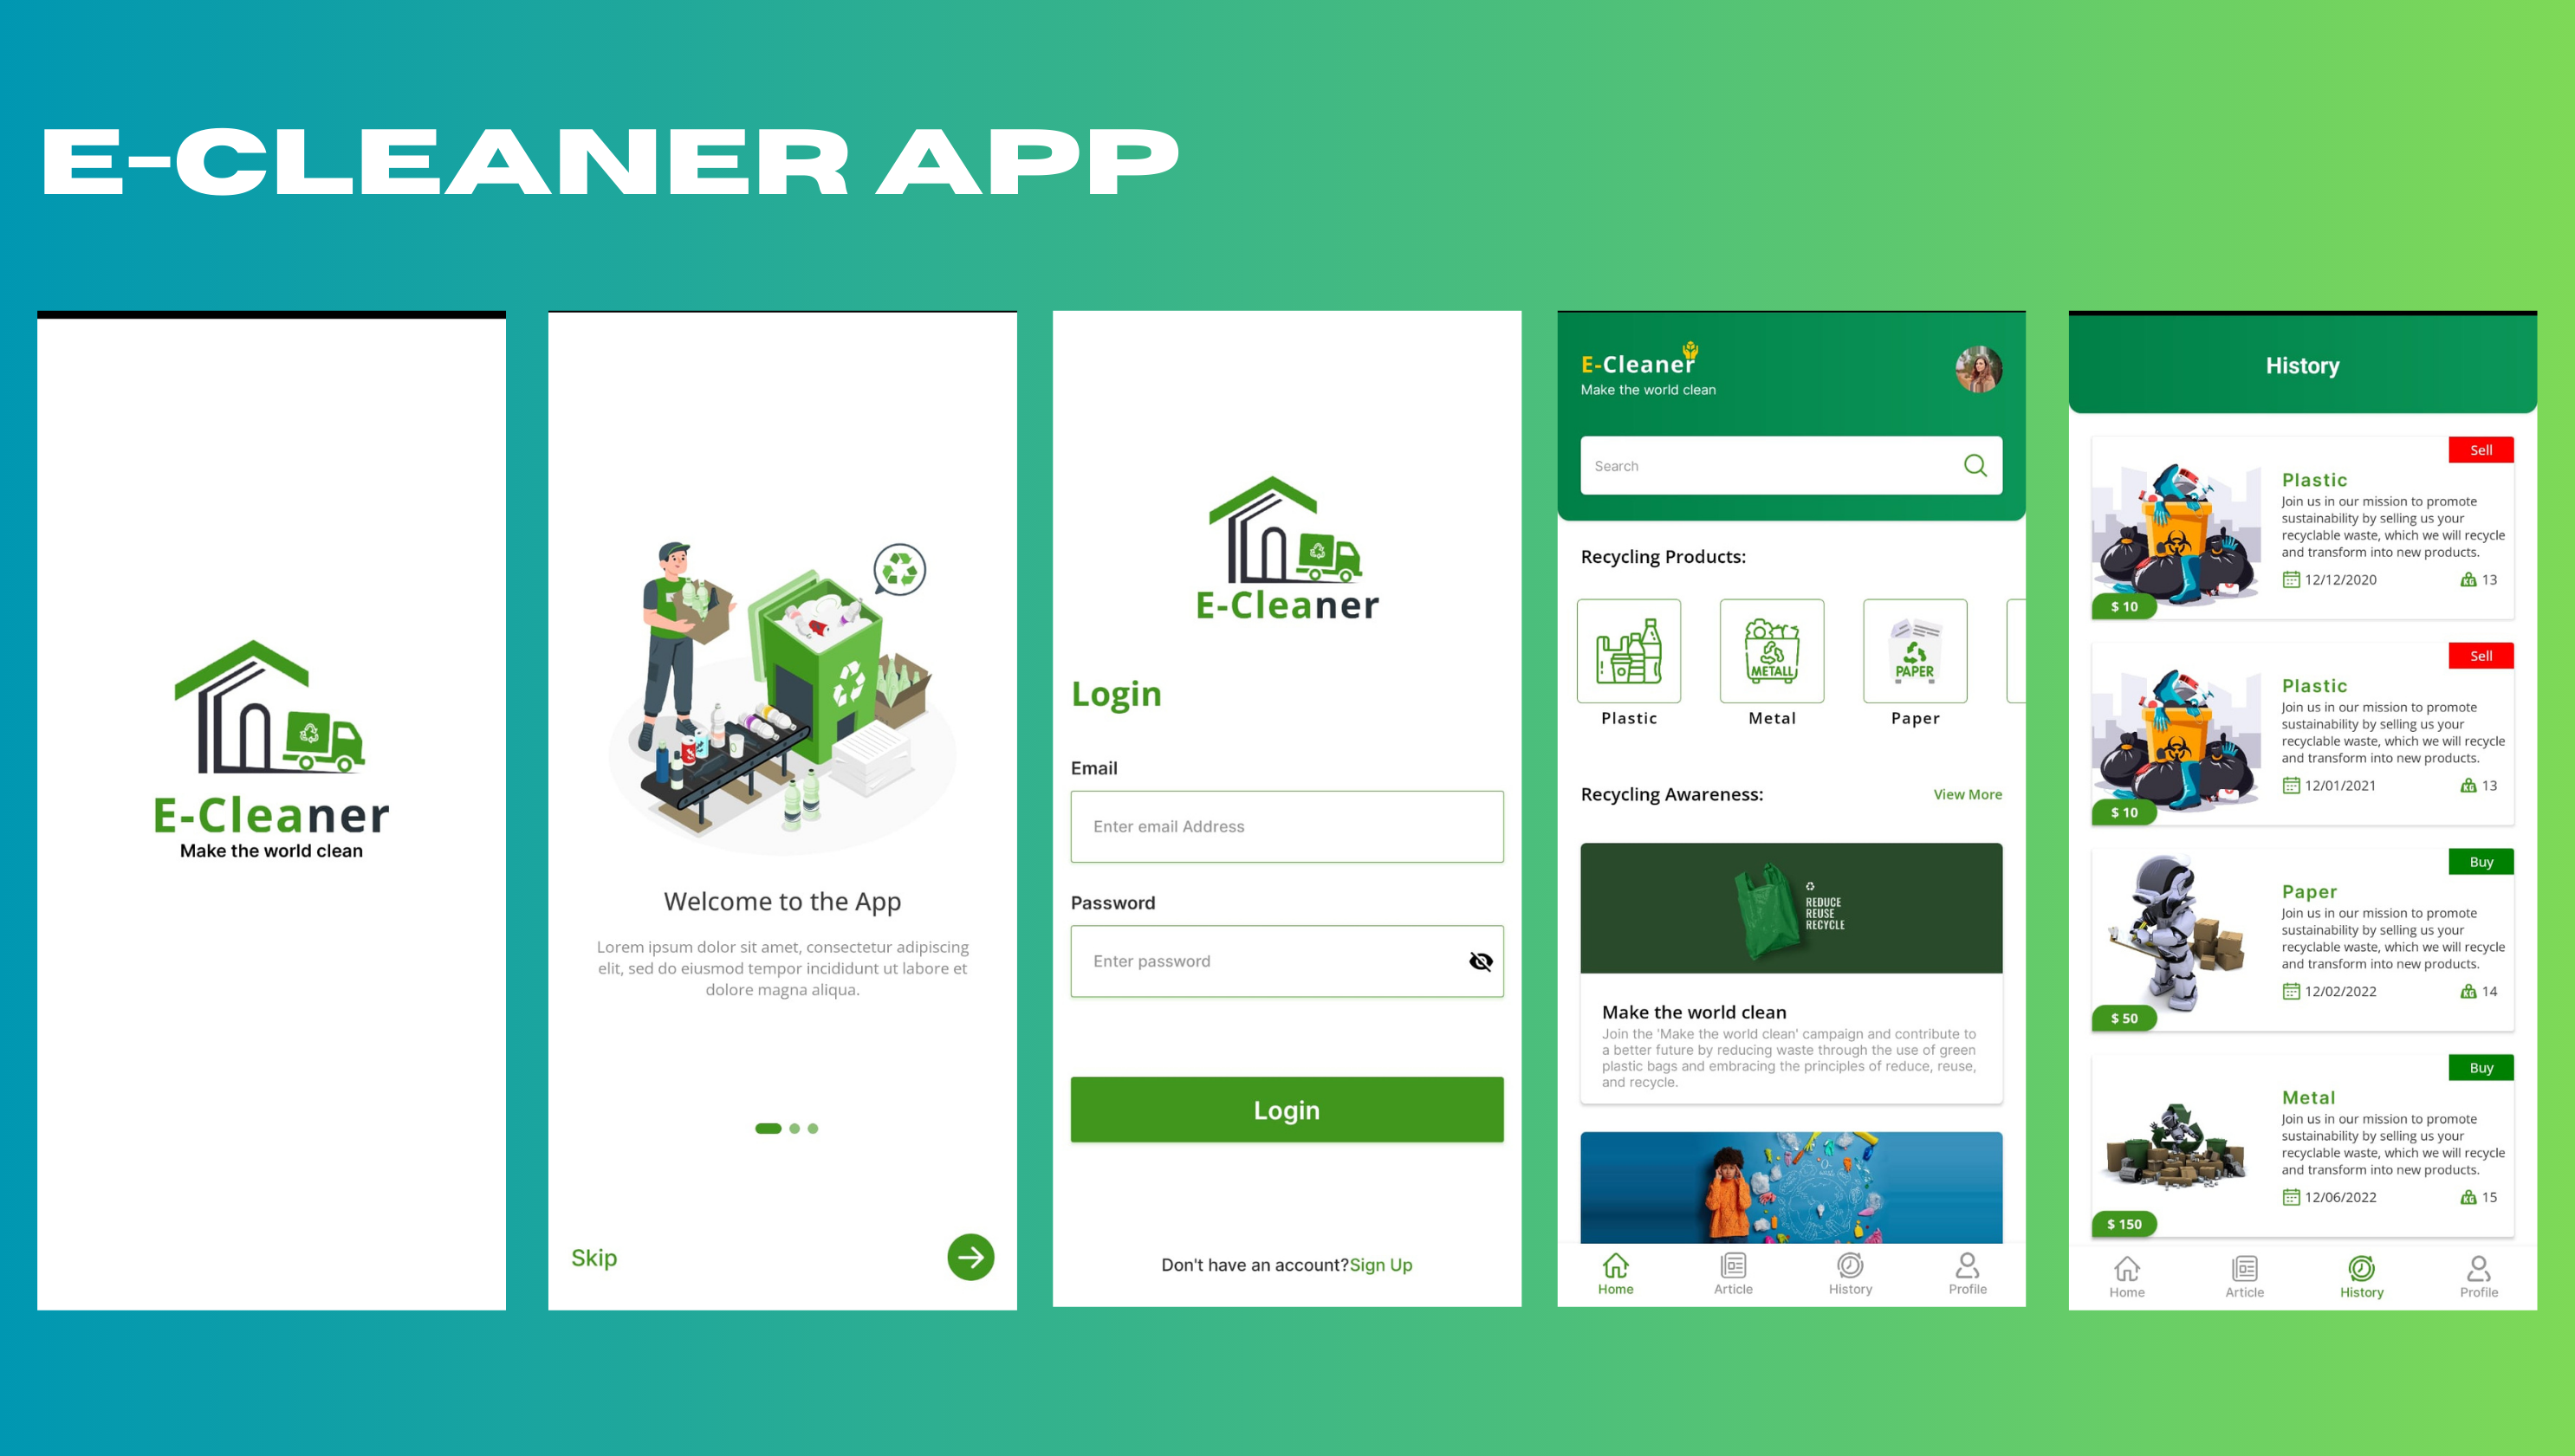 E-CLEANER APP
E-Cleaner
Make the world clean
Welcome to the App
Lorem ipsum dolor sit amet, consectetur adipiscing
elit, sed do eiusmod tempor incididunt ut labore et
dolore magna aliqua.
Skip
E-Cleaner
Login
Email
Enter email Address
Password
Enter password
Login
Don't have an account?Sign Up
E-Cleaner
Make the world clean
Search
Recycling Products:
METALL
PAPER
Plastic
Metal
Paper
Recycling Awareness:
View More
REDUCE
REUSE
RECYCLE
Make the world clean
Join the 'Make the world clean' campaign and contribute to
a better future by reducing waste through the use of green
plastic bags and embracing the principles of reduce, reuse,
and recycle.
Home
Article
History
Profile
History
Sell
Plastic
Join us in our mission to promote
sustainability by selling us your
recyclable waste, which we will recycle
and transform into new products.
12/12/2020
KG 13
$ 10
Sell
Plastic
Join us in our mission to promote
sustainability by selling us your
recyclable waste, which we will recycle
and transform into new products.
12/01/2021
KG 13
$ 10
Buy
Paper
Join us in our mission to promote
sustainability by selling us your
recyclable waste, which we will recycle
and transform into new products.
12/02/2022
KG 14
$ 50
Buy
Metal
Join us in our mission to promote
sustainability by selling us your
recyclable waste, which we will recycle
and transform into new products.
12/06/2022
KG 15
$ 150
Home
Article
History
Profile